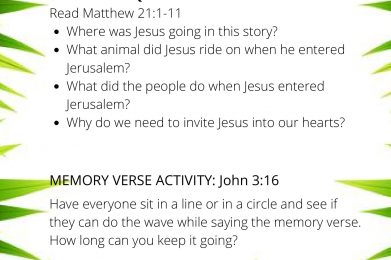 Read Matthew 21:1-11
• Where was Jesus going in this story?
• What animal did Jesus ride on when he entered
Jerusalem?
• What did the people do when Jesus entered
Jerusalem?
• Why do we need to invite Jesus into our hearts?
MEMORY VERSE ACTIVITY: John 3:16
Have everyone sit in a line or in a circle and see if
they can do the wave while saying the memory verse.
How long can you keep it going?